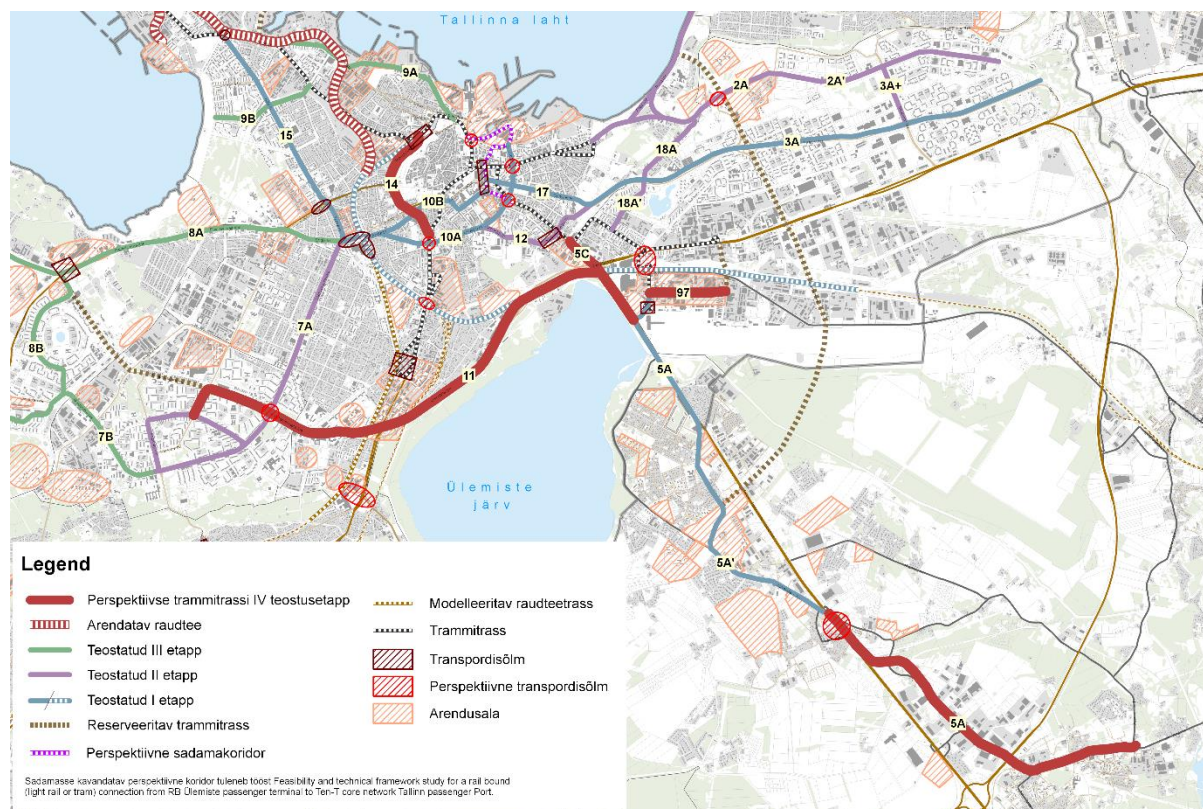 Tallinna laht
9A
2A
2A'
3A+
9B
15
18A
3A
14
17
10B
18A'
8A
10A
12
5C
97
7A
8B
11
5A
7B
Ülemiste
järv
5A'
5A
Legend
Perspektiivse trammitrassi IV teostusetapp
Arendatav raudtee
Teostatud III etapp
Teostatud II etapp
Teostatud I etapp
Reserveeritav trammitrass
Perspektiivne sadamakoridor
Modelleeritav raudteetrass
Trammitrass
Transpordisõlm
Perspektiivne transpordisõlm
Arendusala
Sadamasse kavandatav perspektiivne koridor tuleneb tööst Feasibility and technical framework study for a rail bound
(light rail or tram) connection from RB Ülemiste passenger terminal to Ten-T core network Tallinn passenger Port.